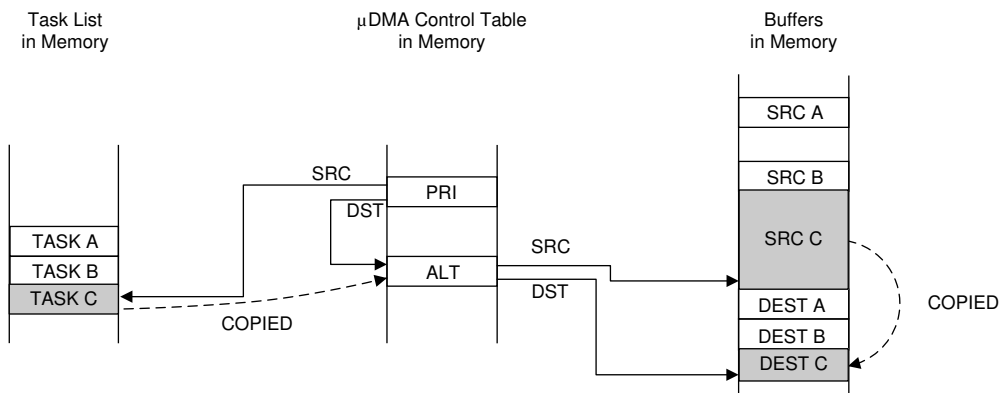 Task List
in Memory
μDMA Control Table
in Memory
Buffers
in Memory
SRC A
SRC B
SRC C
DEST A
DEST B
DEST C
COPIED
SRC
PRI
DST
ALT
SRC
DST
TASK A
TASK B
TASK C
COPIED